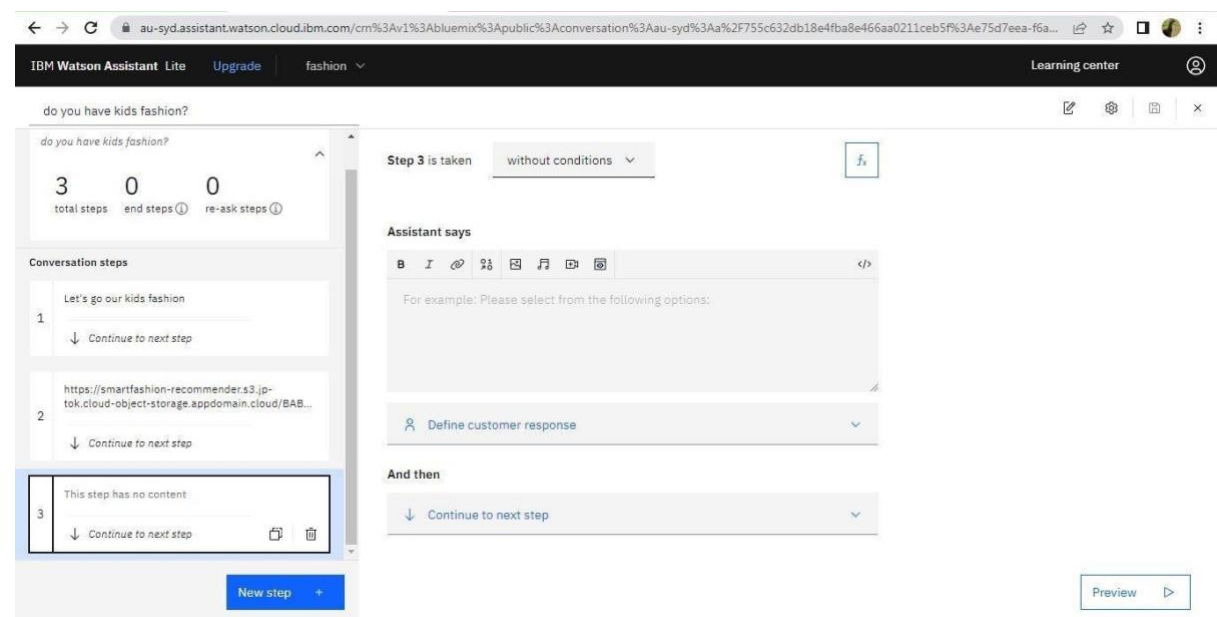 au-syd.assistant.watson.cloud.ibm.com/crn%3Av1%3Abluemix%3Apublic%3Aconversation%3Aau-syd%3Aa%2F755c632db18e4fba8e466aa0211ceb5f%3Ae75d7eea-f6a...
IBM Watson Assistant Lite Upgrade fashion Learning center
do you have kids fashion?
do you have kids fashion?
3 0 0
total steps end steps re-ask steps
Conversation steps
1
Let's go our kids fashion
Continue to next step
2
https://smartfashion-recommender.s3.jp-
tok.cloud-object-storage.appdomain.cloud/BAB...
Continue to next step
3
This step has no content
Continue to next step
New step +
Step 3 is taken without conditions
fx
Assistant says
B I </>
For example: Please select from the following options:
Define customer response
And then
Continue to next step
Preview